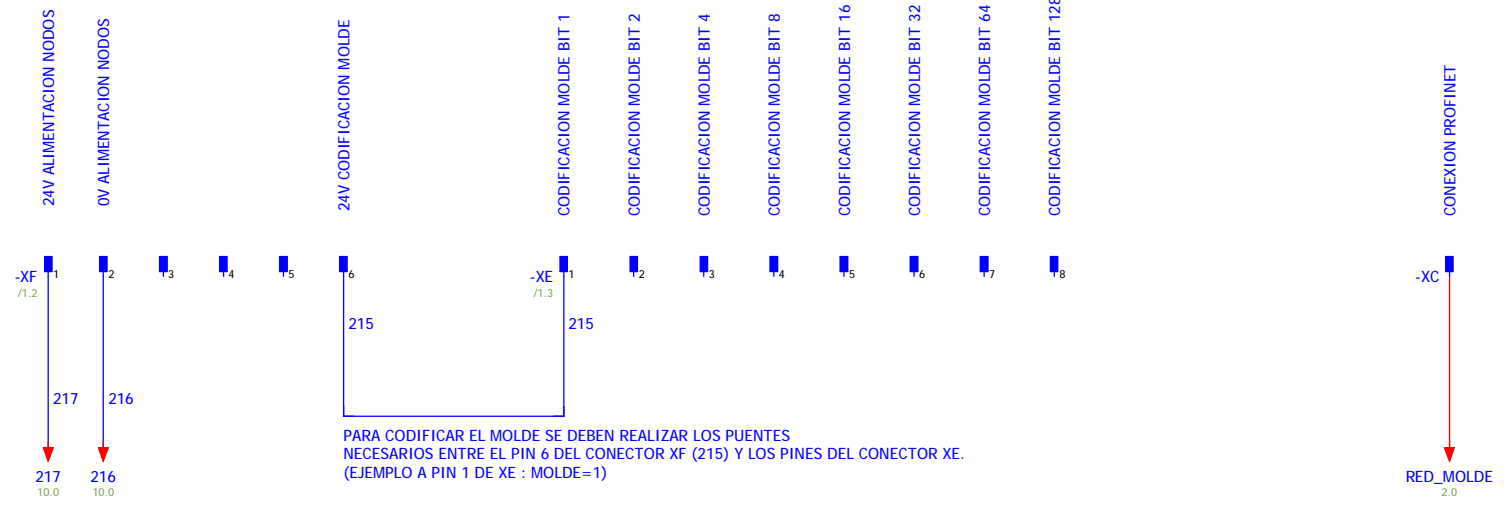 24V ALIMENTACION NODOS
0V ALIMENTACION NODOS
24V CODIFICACION MOLDE
CODIFICACION MOLDE BIT 1
CODIFICACION MOLDE BIT 2
CODIFICACION MOLDE BIT 4
CODIFICACION MOLDE BIT 8
CODIFICACION MOLDE BIT 16
CODIFICACION MOLDE BIT 32
CODIFICACION MOLDE BIT 64
CODIFICACION MOLDE BIT 128
CONEXION PROFINET
-XF 1 2 3 4 5 6
/1.2
-XE 1 2 3 4 5 6 7 8
/1.3
-XC
215 215
217 216
PARA CODIFICAR EL MOLDE SE DEBEN REALIZAR LOS PUENTES
NECESARIOS ENTRE EL PIN 6 DEL CONECTOR XF (215) Y LOS PINES DEL CONECTOR XE.
(EJEMPLO A PIN 1 DE XE : MOLDE=1)
217 216
10.0 10.0
RED_MOLDE
2.0